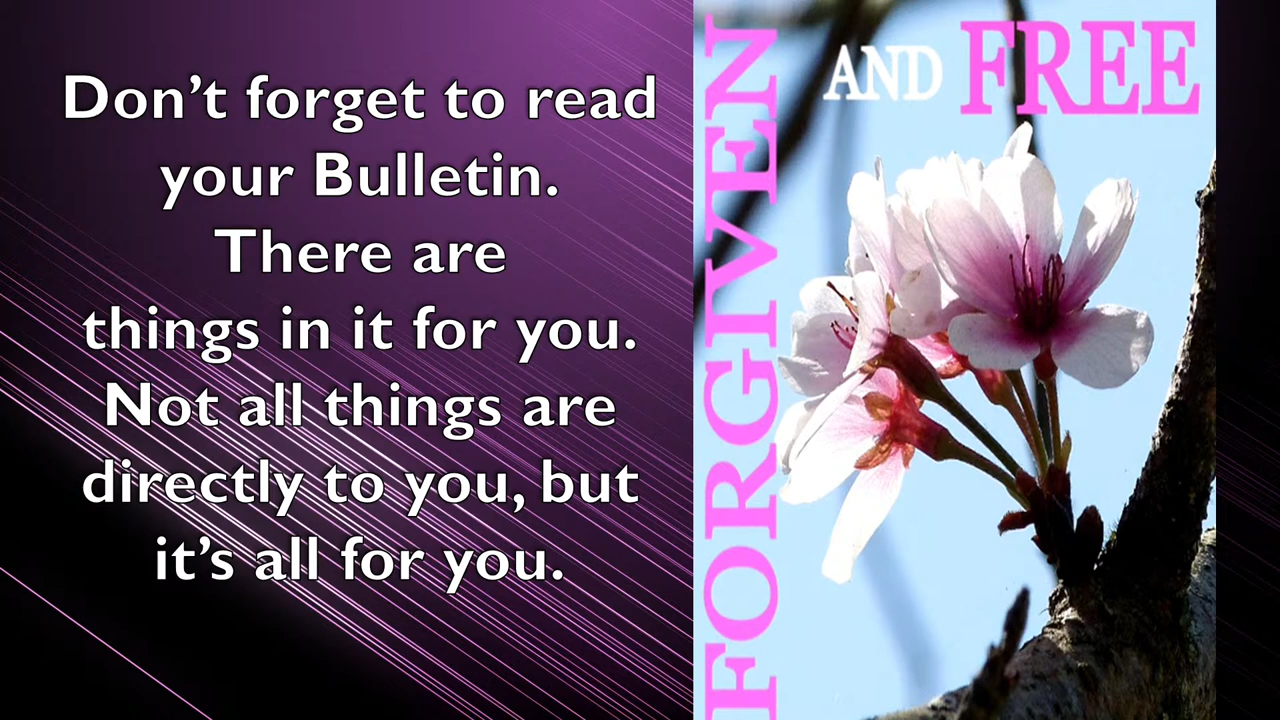 Don’t forget to read
your Bulletin.
There are
things in it for you.
Not all things are
directly to you, but
it’s all for you.
FORGIVEN
AND FREE